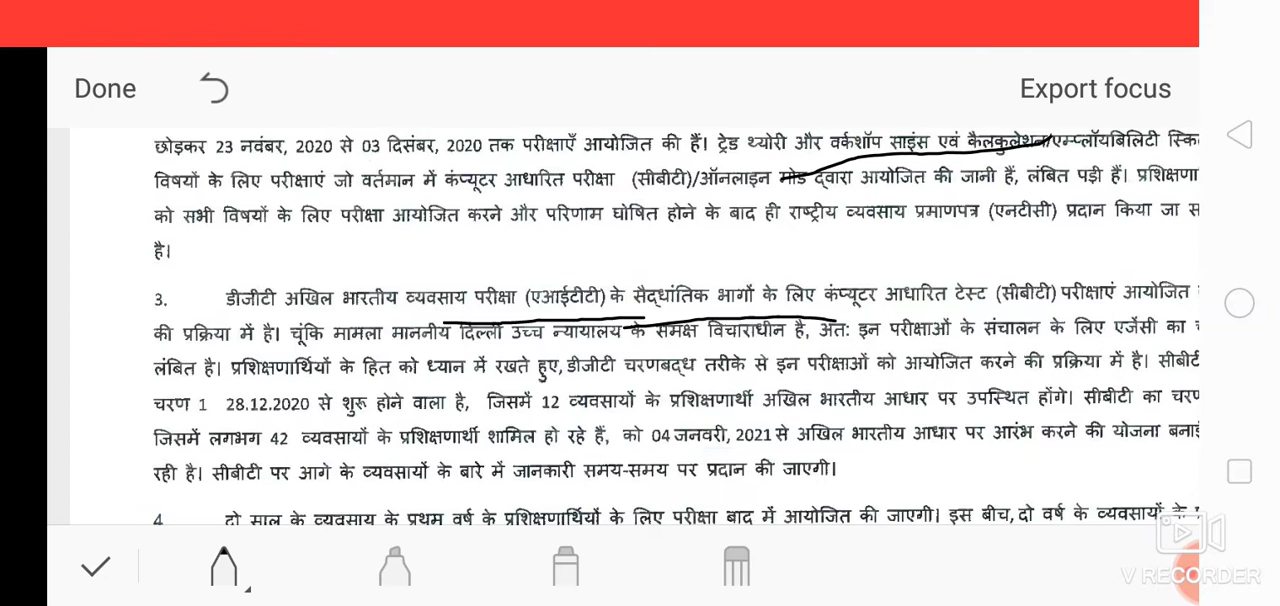 Done
Export focus
छोड़कर 23 नवंबर, 2020 से 03 दिसंबर, 2020 तक परीक्षाएँ आयोजित की हैं। ट्रेड थ्योरी और वर्कशॉप साइंस एवं कैलकुलेशन/एम्प्लॉयबिलिटी स्कि
विषयों के लिए परीक्षाएं जो वर्तमान में कंप्यूटर आधारित परीक्षा (सीबीटी)/ऑनलाइन मोड द्वारा आयोजित की जानी हैं, लंबित पड़ी हैं। प्रशिक्षणा
को सभी विषयों के लिए परीक्षा आयोजित करने और परिणाम घोषित होने के बाद ही राष्ट्रीय व्यवसाय प्रमाणपत्र (एनटीसी) प्रदान किया जा स
है।
3. डीजीटी अखिल भारतीय व्यवसाय परीक्षा (एआईटीटी) के सैद्धांतिक भागों के लिए कंप्यूटर आधारित टेस्ट (सीबीटी) परीक्षाएं आयोजित
की प्रक्रिया में है। चूंकि मामला माननीय दिल्ली उच्च न्यायालय के समक्ष विचाराधीन है, अतः इन परीक्षाओं के संचालन के लिए एजेंसी का
लंबित है। प्रशिक्षणार्थियों के हित को ध्यान में रखते हुए, डीजीटी चरणबद्ध तरीके से इन परीक्षाओं को आयोजित करने की प्रक्रिया में है। सीबीटी
चरण 1 28.12.2020 से शुरू होने वाला है, जिसमें 12 व्यवसायों के प्रशिक्षणार्थी अखिल भारतीय आधार पर उपस्थित होंगे। सीबीटी का चरण
जिसमें लगभग 42 व्यवसायों के प्रशिक्षणार्थी शामिल हो रहे हैं, को 04 जनवरी, 2021 से अखिल भारतीय आधार पर आरंभ करने की योजना बनाई
रही है। सीबीटी पर आगे के व्यवसायों के बारे में जानकारी समय-समय पर प्रदान की जाएगी।
4 दो साल के व्यवसाय के प्रथम वर्ष के प्रशिक्षणार्थियों के लिए परीक्षा बाद में आयोजित की जाएगी। इस बीच, दो वर्ष के व्यवसायों के
V RECORDER